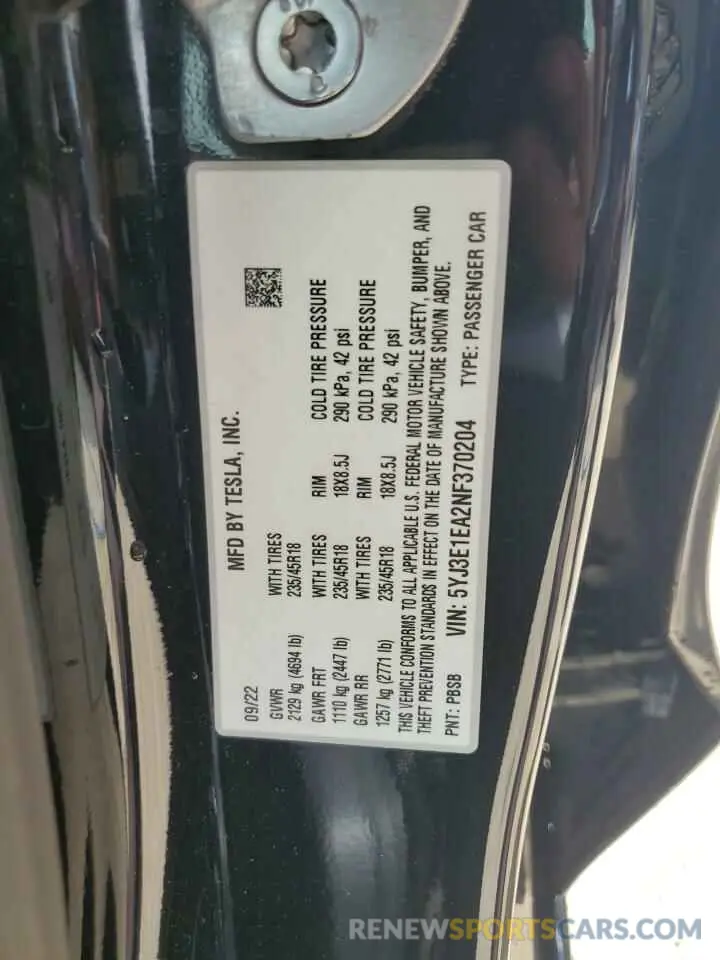 09/22 MFD BY TESLA, INC.
GVWR WITH TIRES
2129 kg (4694 lb) 235/45R18
GAWR FRT WITH TIRES RIM COLD TIRE PRESSURE
1110 kg (2447 lb) 235/45R18 18X8.5J 290 kPa, 42 psi
GAWR RR WITH TIRES RIM COLD TIRE PRESSURE
1257 kg (2771 lb) 235/45R18 18X8.5J 290 kPa, 42 psi
THIS VEHICLE CONFORMS TO ALL APPLICABLE U.S. FEDERAL MOTOR VEHICLE SAFETY, BUMPER, AND
THEFT PREVENTION STANDARDS IN EFFECT ON THE DATE OF MANUFACTURE SHOWN ABOVE.
PNT: PBSB VIN: 5YJ3E1EA2NF370204 TYPE: PASSENGER CAR
RENEWSPORTSCARS.COM